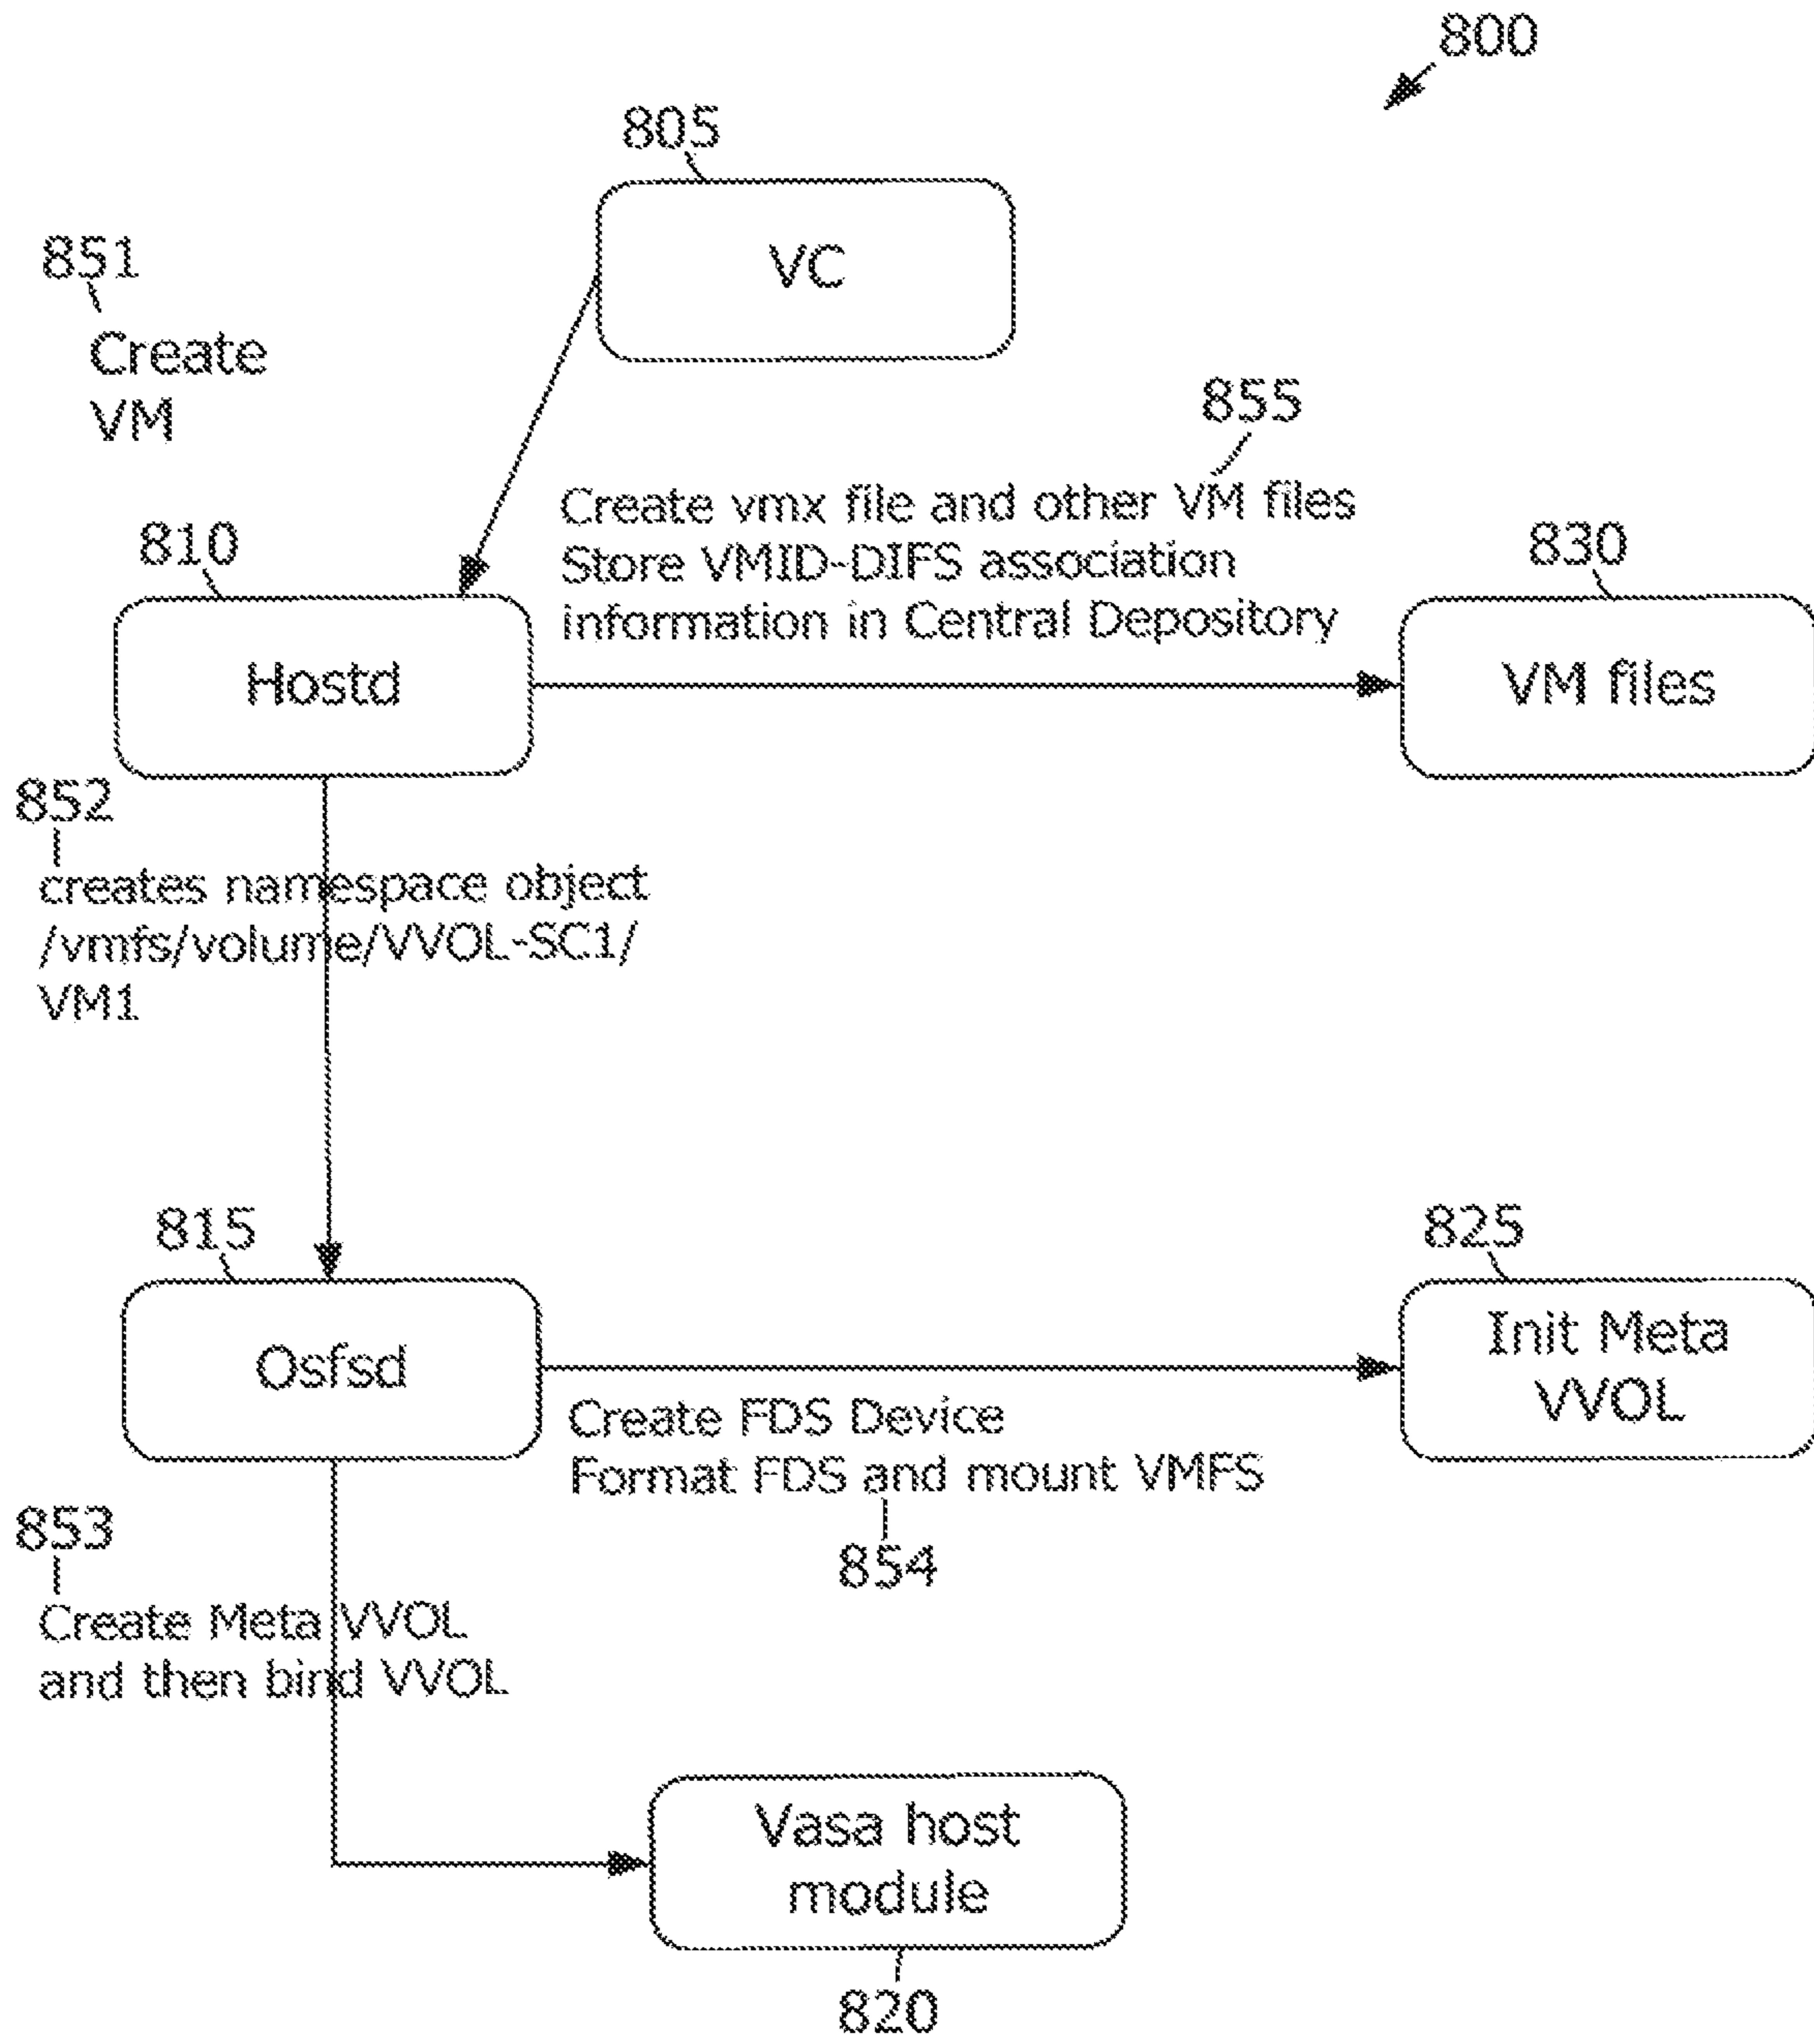 800
805
VC
851
Create
VM
855
Create vmx file and other VM files
Store VMID-DIFS association
information in Central Depository
810
Hostd
830
VM files
852
creates namespace object
/vmfs/volume/VVOL-SC1/
VM1
815
Osfsd
825
Init Meta
VVOL
Create FDS Device
Format FDS and mount VMFS
854
853
Create Meta VVOL
and then bind VVOL
Vasa host
module
820